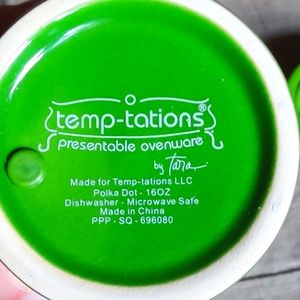 temp-tations®
presentable ovenware
by Tara
Made for Temp-tations LLC
Polka Dot - 16OZ
Dishwasher - Microwave Safe
Made in China
PPP - SQ - 696080